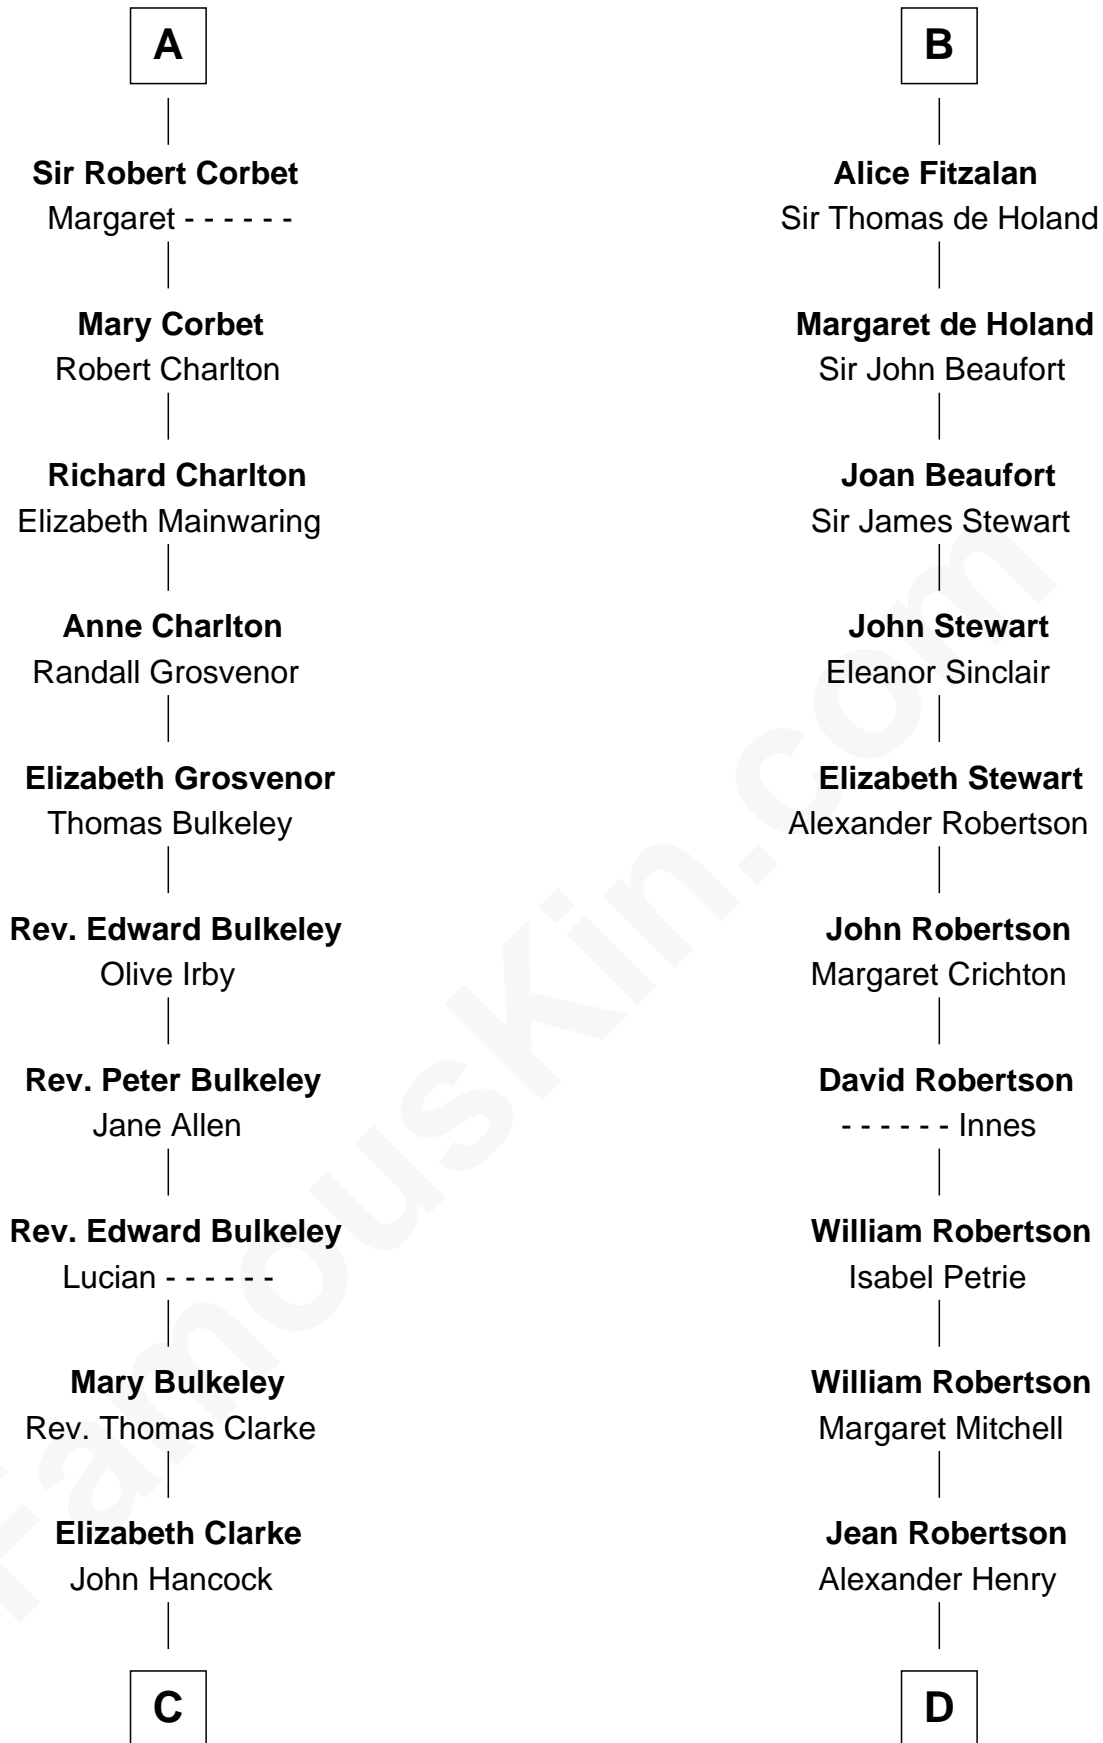 A
Sir Robert Corbet
Margaret - - - - - -
Mary Corbet
Robert Charlton
Richard Charlton
Elizabeth Mainwaring
Anne Charlton
Randall Grosvenor
Elizabeth Grosvenor
Thomas Bulkeley
Rev. Edward Bulkeley
Olive Irby
Rev. Peter Bulkeley
Jane Allen
Rev. Edward Bulkeley
Lucian - - - - - -
Mary Bulkeley
Rev. Thomas Clarke
Elizabeth Clarke
John Hancock
C
B
Alice Fitzalan
Sir Thomas de Holand
Margaret de Holand
Sir John Beaufort
Joan Beaufort
Sir James Stewart
John Stewart
Eleanor Sinclair
Elizabeth Stewart
Alexander Robertson
John Robertson
Margaret Crichton
David Robertson
- - - - - - Innes
William Robertson
Isabel Petrie
William Robertson
Margaret Mitchell
Jean Robertson
Alexander Henry
D
FamousKin.com